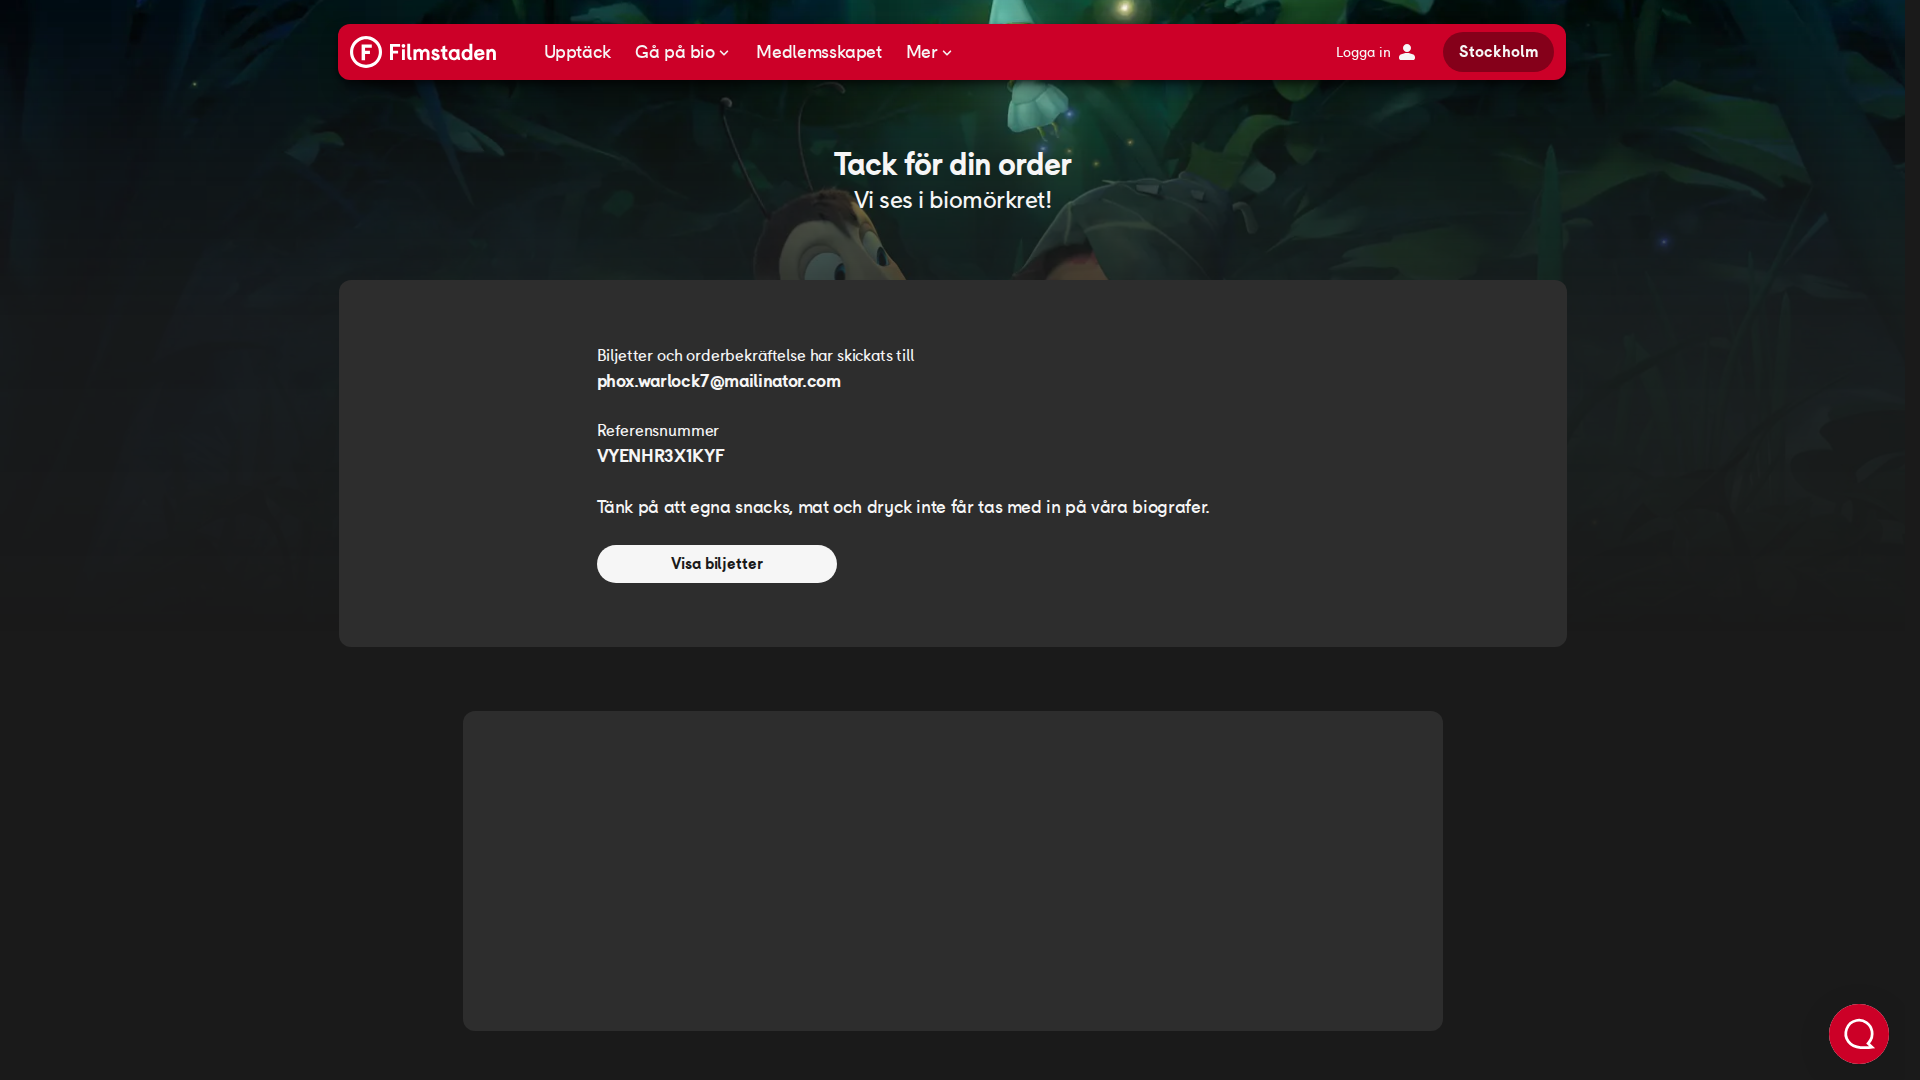 Filmstaden
Upptäck
Gå på bio
Medlemsskapet
Mer
Logga in
Stockholm
Tack för din order
Vi ses i biomörkret!
Biljetter och orderbekräftelse har skickats till
phox.warlock7@mailinator.com
Referensnummer
VYENHR3X1KYF
Tänk på att egna snacks, mat och dryck inte får tas med in på våra biografer.
Visa biljetter